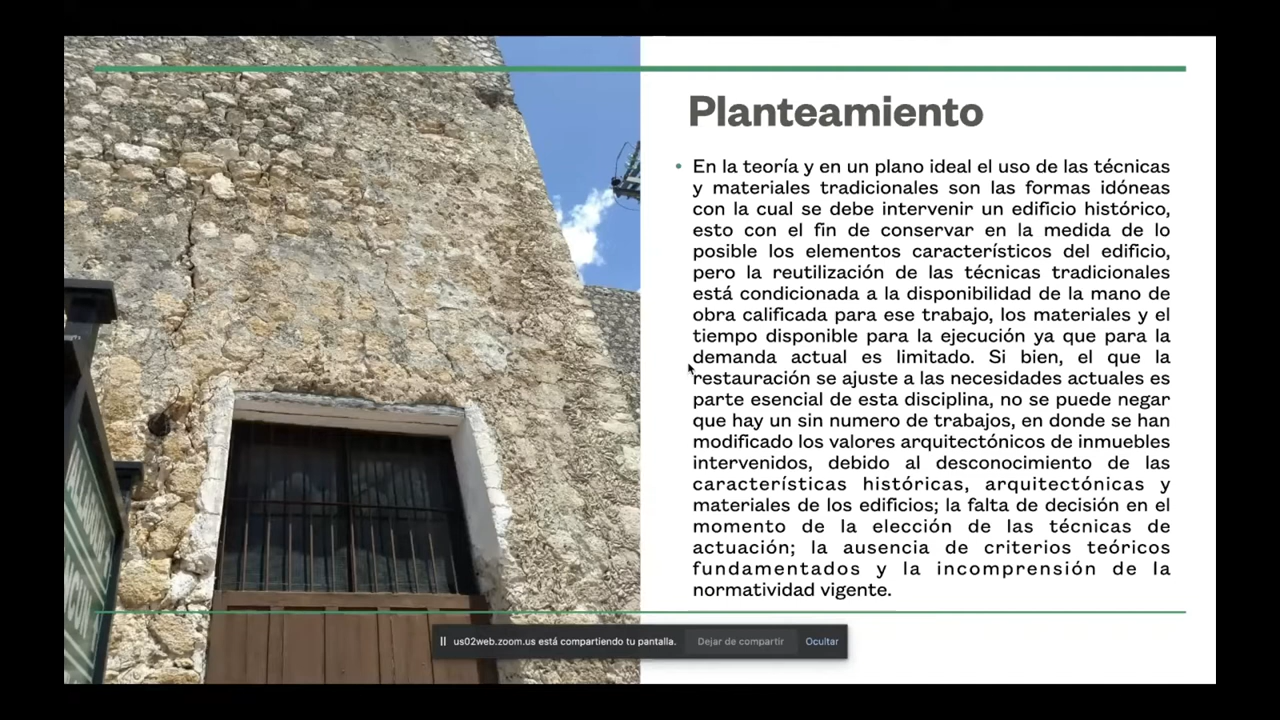 Planteamiento
• En la teoría y en un plano ideal el uso de las técnicas
y materiales tradicionales son las formas idóneas
con la cual se debe intervenir un edificio histórico,
esto con el fin de conservar en la medida de lo
posible los elementos característicos del edificio,
pero la reutilización de las técnicas tradicionales
está condicionada a la disponibilidad de la mano de
obra calificada para ese trabajo, los materiales y el
tiempo disponible para la ejecución ya que para la
demanda actual es limitado. Si bien, el que la
restauración se ajuste a las necesidades actuales es
parte esencial de esta disciplina, no se puede negar
que hay un sin numero de trabajos, en donde se han
modificado los valores arquitectónicos de inmuebles
intervenidos, debido al desconocimiento de las
características históricas, arquitectónicas y
materiales de los edificios; la falta de decisión en el
momento de la elección de las técnicas de
actuación; la ausencia de criterios teóricos
fundamentados y la incomprensión de la
normatividad vigente.
us02web.zoom.us está compartiendo tu pantalla. Dejar de compartir Ocultar